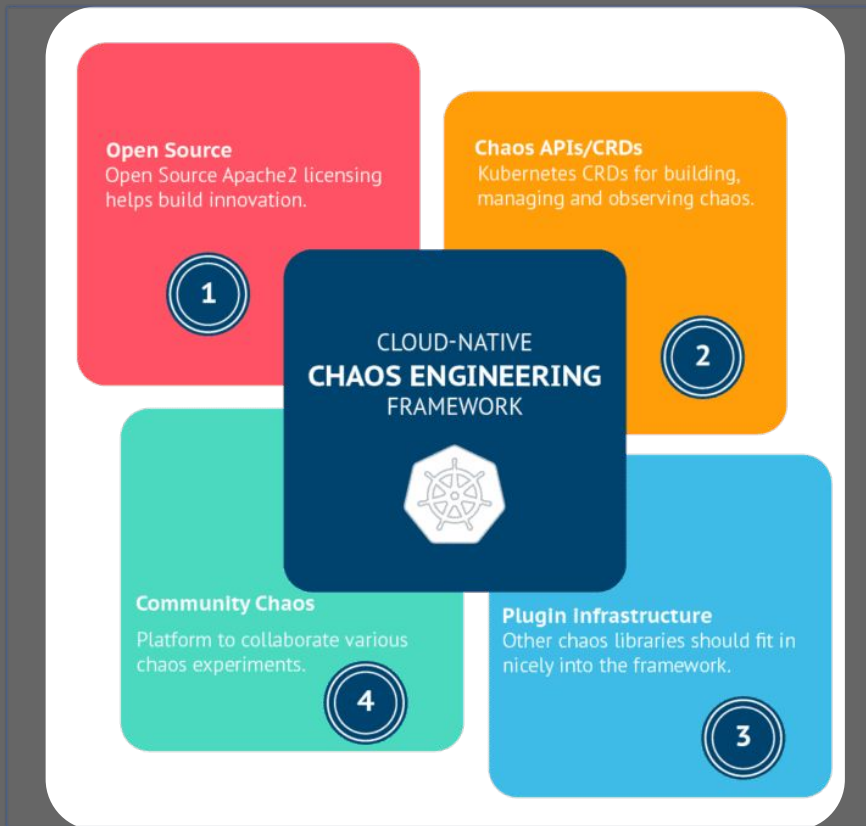 Open Source
Open Source Apache2 licensing
helps build innovation.
1
Chaos APIs/CRDs
Kubernetes CRDs for building,
managing and observing chaos.
2
CLOUD-NATIVE
CHAOS ENGINEERING
FRAMEWORK
Community Chaos
Platform to collaborate various
chaos experiments.
4
Plugin Infrastructure
Other chaos libraries should fit in
nicely into the framework.
3